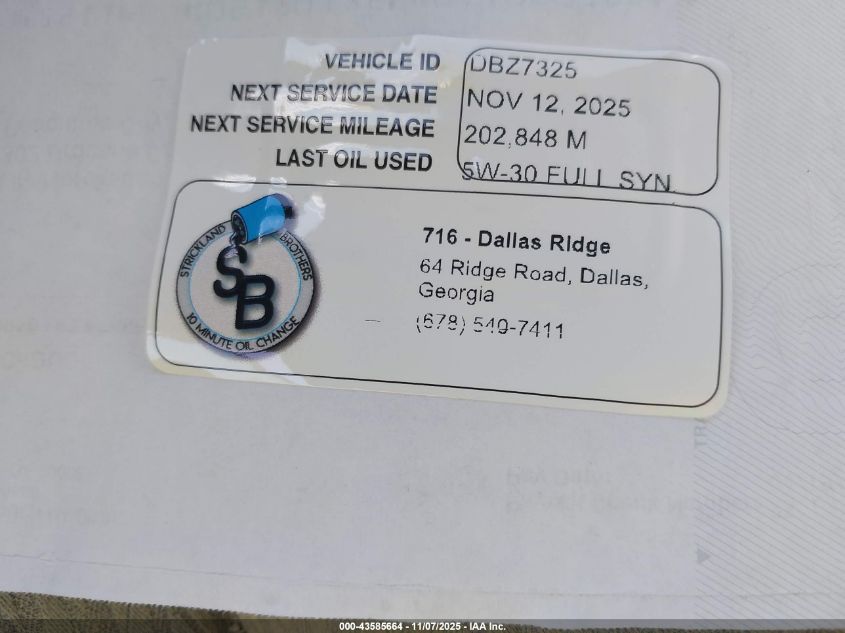 VEHICLE ID DBZ7325
NEXT SERVICE DATE NOV 12, 2025
NEXT SERVICE MILEAGE 202,848 M
LAST OIL USED 5W-30 FULL SYN
STRICKLAND BROTHERS
SB
10 MINUTE OIL CHANGE
716 - Dallas RIdge
64 Ridge Road, Dallas,
Georgia
(678) 549-7411
TRA
000-43585664 - 11/07/2025 - IAA Inc.